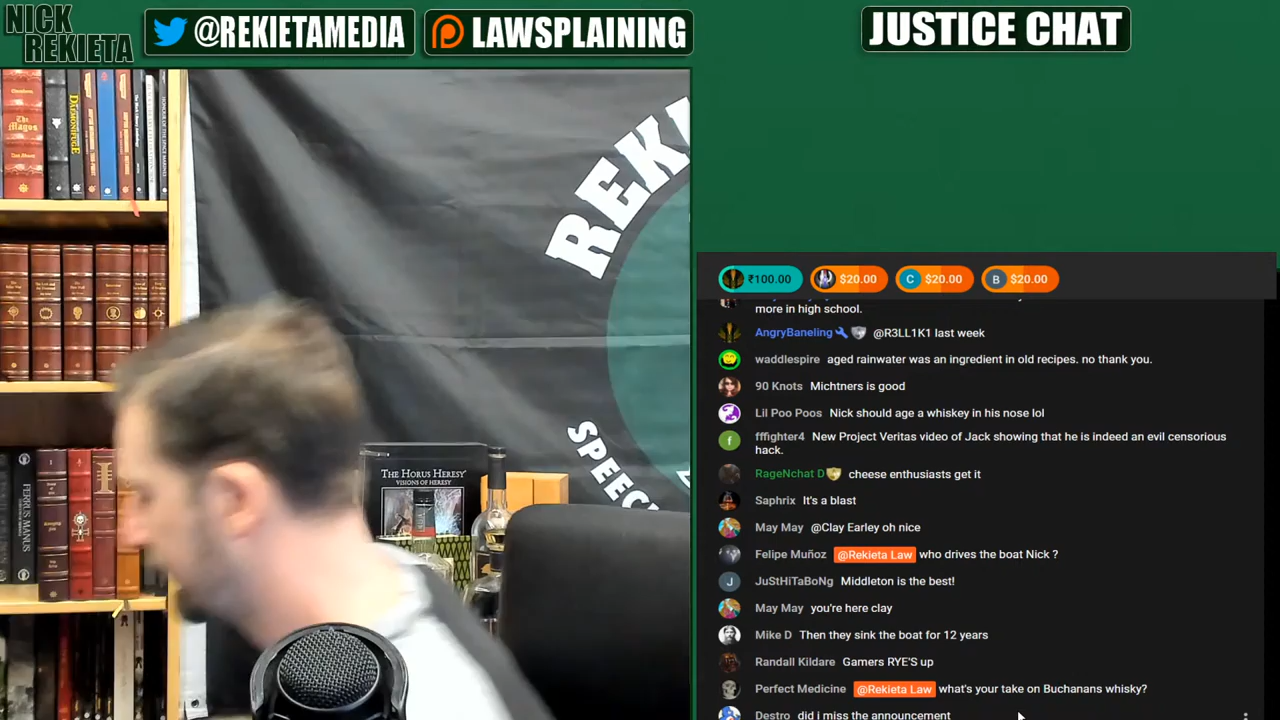 NICK
REKIETA
@REKIETAMEDIA
LAWSPLAINING
JUSTICE CHAT
The
Magos
DÆMONIFUGE
REKI
SPEEC
THE HORUS HERESY
VISIONS OF HERESY
FERRUS MANUS
₹100.00
$20.00
C $20.00
B $20.00
more in high school.
AngryBaneling @R3LL1K1 last week
waddlespire aged rainwater was an ingredient in old recipes. no thank you.
90 Knots Michtners is good
Lil Poo Poos Nick should age a whiskey in his nose lol
f fffighter4 New Project Veritas video of Jack showing that he is indeed an evil censorious
hack.
RageNchat D cheese enthusiasts get it
Saphrix It's a blast
May May @Clay Earley oh nice
Felipe Muñoz @Rekieta Law who drives the boat Nick ?
J JuStHiTaBoNg Middleton is the best!
May May you're here clay
Mike D Then they sink the boat for 12 years
Randall Kildare Gamers RYE'S up
Perfect Medicine @Rekieta Law what's your take on Buchanans whisky?
Destro did i miss the announcement